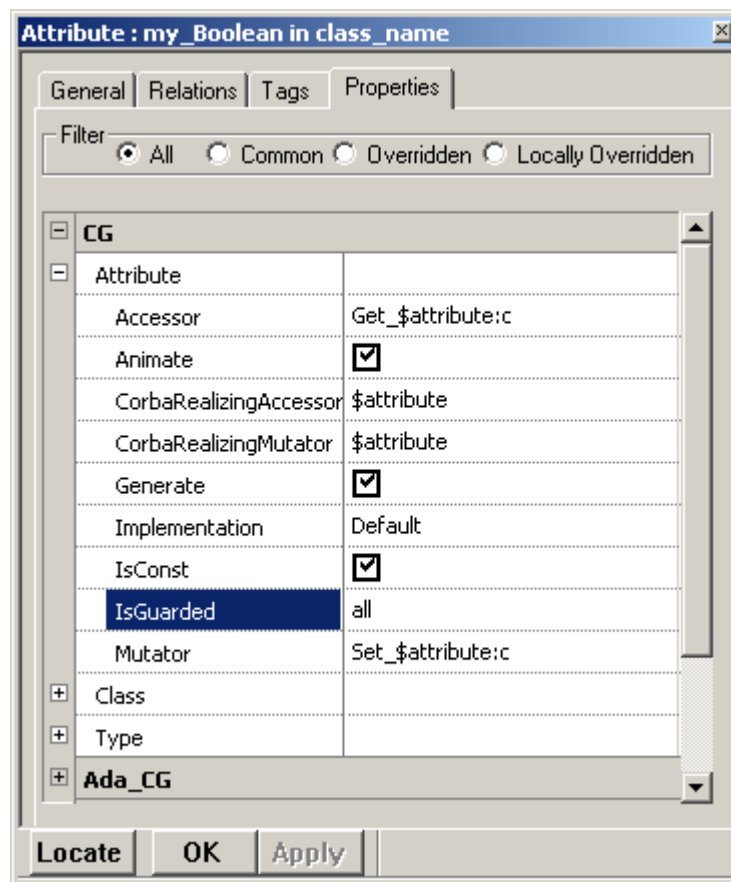 Attribute : my_Boolean in class_name
General Relations Tags Properties
Filter
All Common Overridden Locally Overridden
CG
Attribute
Accessor Get_$attribute:c
Animate
CorbaRealizingAccessor $attribute
CorbaRealizingMutator $attribute
Generate
Implementation Default
IsConst
IsGuarded all
Mutator Set_$attribute:c
Class
Type
Ada_CG
Locate OK Apply